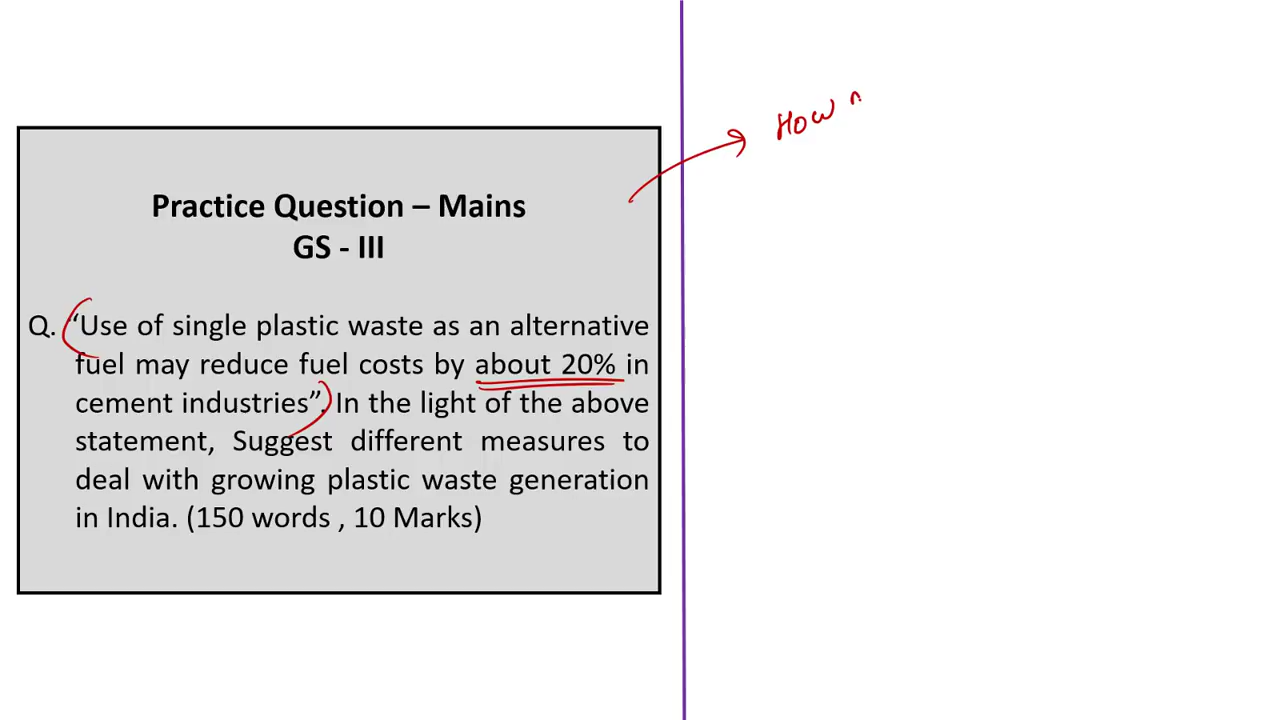 Practice Question – Mains
GS - III
Q. “Use of single plastic waste as an alternative
fuel may reduce fuel costs by about 20% in
cement industries”. In the light of the above
statement, Suggest different measures to
deal with growing plastic waste generation
in India. (150 words , 10 Marks)
How